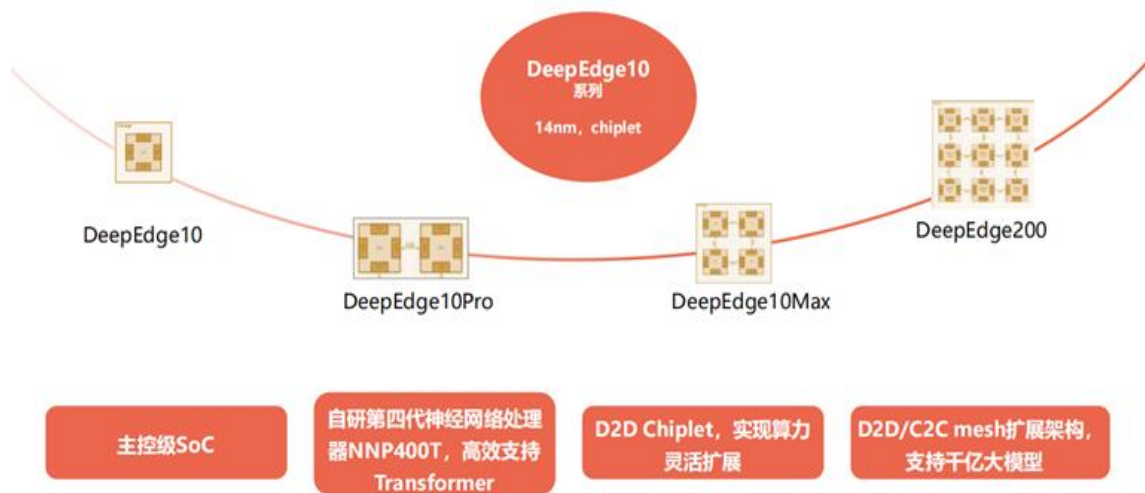 DeepEdge10
系列
14nm，chiplet
DeepEdge10
DeepEdge10Pro
DeepEdge10Max
DeepEdge200
主控级SoC
自研第四代神经网络处理
器NNP400T，高效支持
Transformer
D2D Chiplet，实现算力
灵活扩展
D2D/C2C mesh扩展架构，
支持千亿大模型